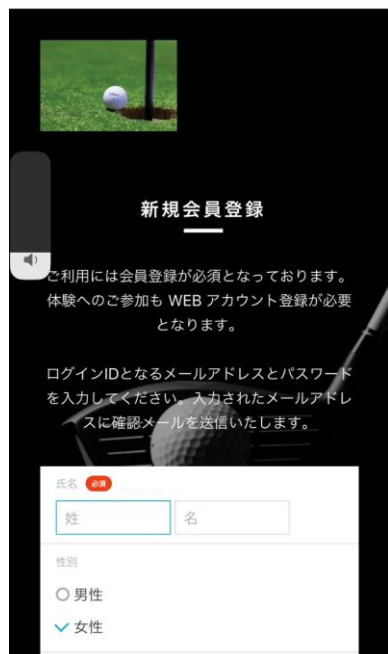 新規会員登録
ご利用には会員登録が必須となっております。
体験へのご参加も WEB アカウント登録が必要
となります。
ログインIDとなるメールアドレスとパスワード
を入力してください。入力されたメールアドレ
スに確認メールを送信いたします。
氏名 必須
姓 名
性別
男性
女性